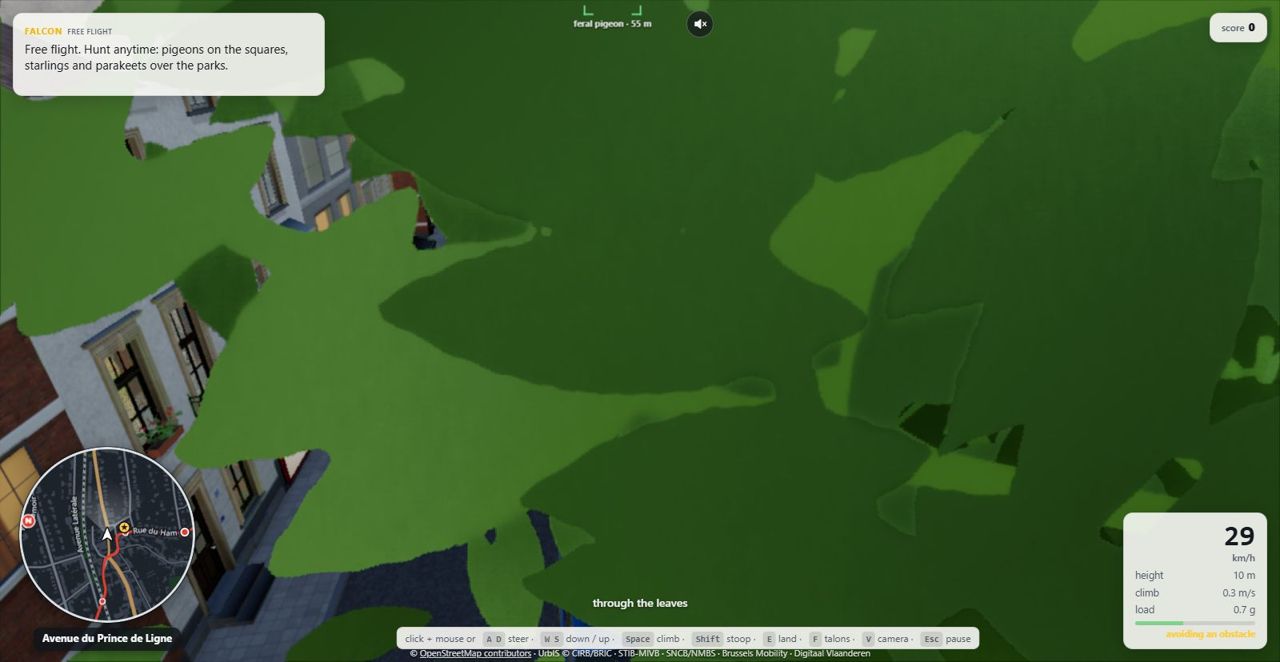 FALCON FREE FLIGHT
Free flight. Hunt anytime: pigeons on the squares,
starlings and parakeets over the parks.
feral pigeon · 55 m
score 0
Avenue Latérale
Rue du Ham
Avenue du Prince de Ligne
through the leaves
click + mouse or A D steer · W S down / up · Space climb · Shift stoop · E land · F talons · V camera · Esc pause
© OpenStreetMap contributors · UrbIS © CIRB/BRIC · STIB-MIVB · SNCB/NMBS · Brussels Mobility · Digitaal Vlaanderen
29
km/h
height 10 m
climb 0.3 m/s
load 0.7 g
avoiding an obstacle